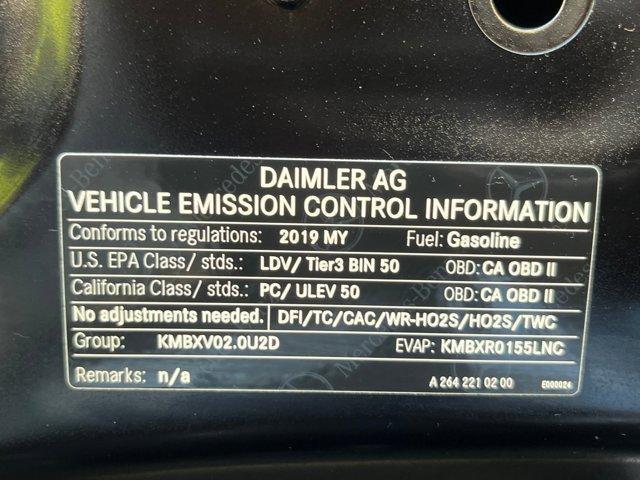 DAIMLER AG
VEHICLE EMISSION CONTROL INFORMATION
Conforms to regulations: 2019 MY Fuel: Gasoline
U.S. EPA Class/ stds.: LDV/ Tier3 BIN 50 OBD: CA OBD II
California Class/ stds.: PC/ ULEV 50 OBD: CA OBD II
No adjustments needed. DFI/TC/CAC/WR-HO2S/HO2S/TWC
Group: KMBXV02.0U2D EVAP: KMBXR0155LNC
Remarks: n/a A 264 221 02 00 E000024